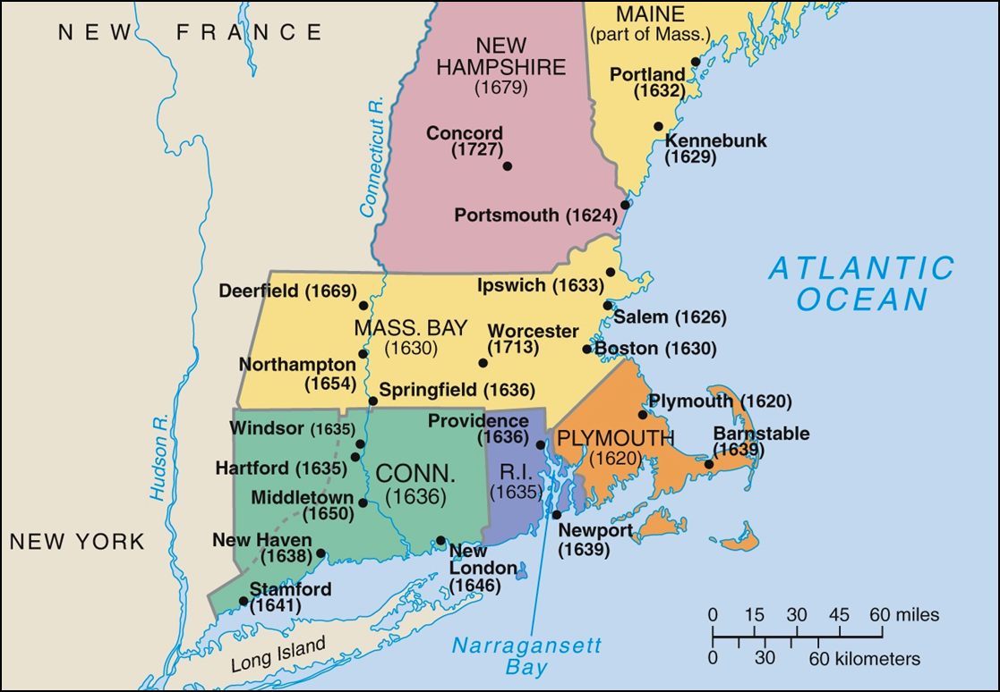 NEW FRANCE
MAINE
(part of Mass.)
NEW
HAMPSHIRE
(1679)
Portland
(1632)
Connecticut R.
Concord
(1727)
Kennebunk
(1629)
Portsmouth (1624)
ATLANTIC
OCEAN
Deerfield (1669)
Ipswich (1633)
Salem (1626)
MASS. BAY
(1630)
Worcester
(1713)
Boston (1630)
Northampton
(1654)
Springfield (1636)
Plymouth (1620)
Hudson R.
Windsor (1635)
Providence
(1636)
PLYMOUTH
(1620)
Barnstable
(1639)
Hartford (1635)
CONN.
(1636)
R.I.
(1635)
Middletown
(1650)
NEW YORK
New Haven
(1638)
New
London
(1646)
Newport
(1639)
Stamford
(1641)
Long Island
Narragansett
Bay
0 15 30 45 60 miles
0 30 60 kilometers